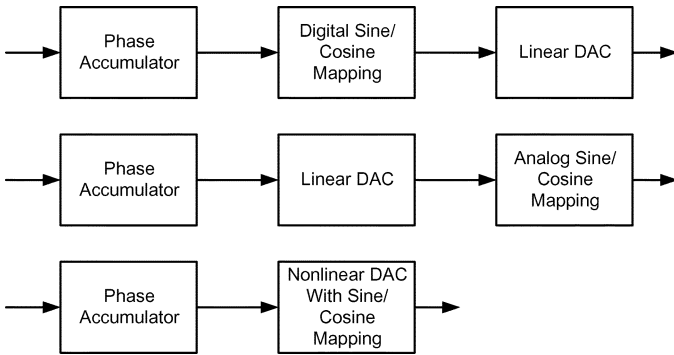 Phase
Accumulator
Digital Sine/
Cosine
Mapping
Linear DAC
Phase
Accumulator
Linear DAC
Analog Sine/
Cosine
Mapping
Phase
Accumulator
Nonlinear DAC
With Sine/
Cosine
Mapping